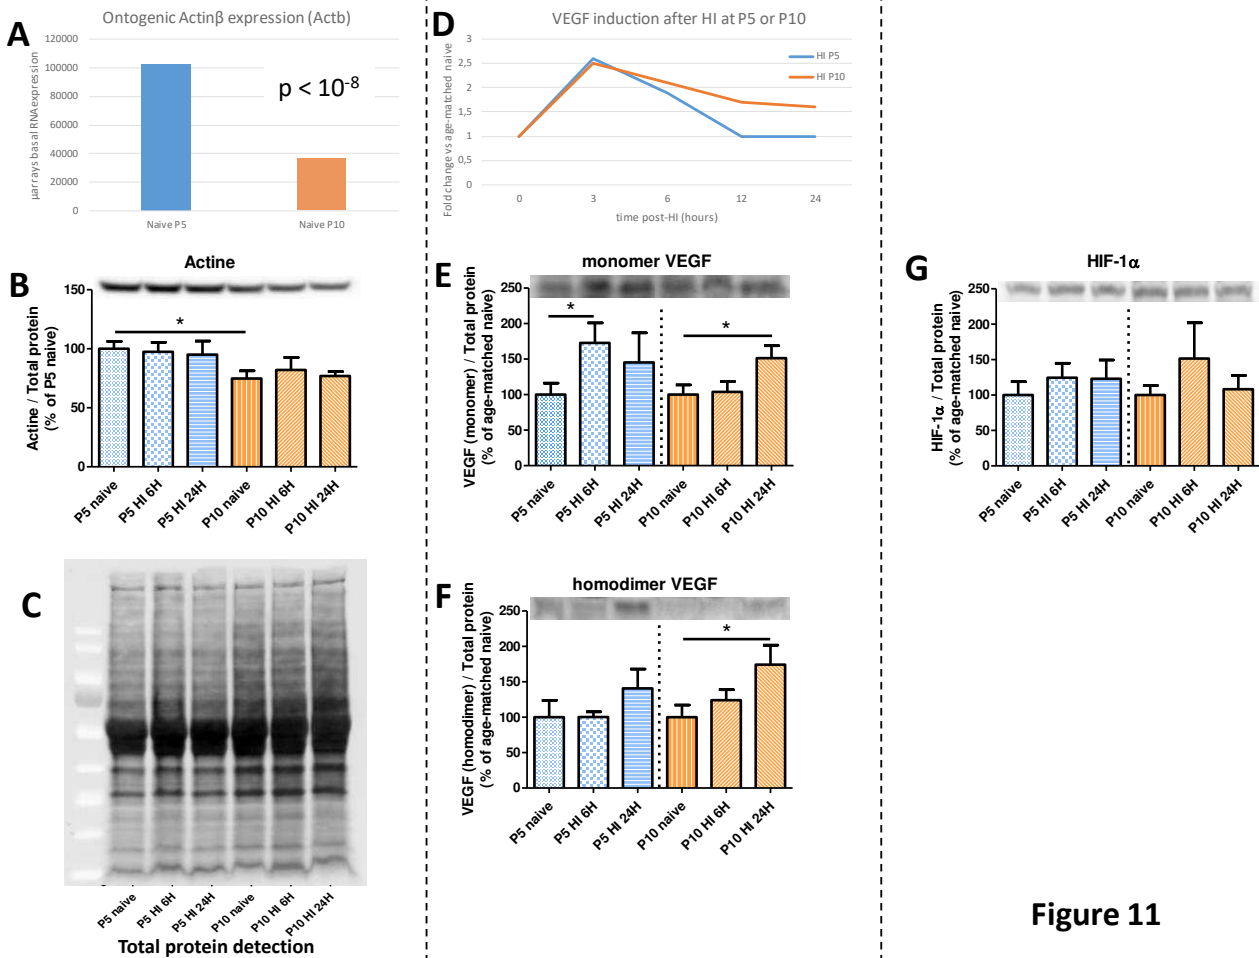 A
Ontogenic Actinβ expression (Actb)
µarrays basal RNA expression
120000
100000
80000
60000
40000
20000
0
p < 10-8
Naive P5
Naive P10
B
Actine
Actine / Total protein
(% of P5 naive)
150
100
50
0
*
P5 naive
P5 HI 6H
P5 HI 24H
P10 naive
P10 HI 6H
P10 HI 24H
C
P5 naive
P5 HI 6H
P5 HI 24H
P10 naive
P10 HI 6H
P10 HI 24H
Total protein detection
D
VEGF induction after HI at P5 or P10
Fold change vs age-matched naive
3
2,5
2
1,5
1
0,5
0
HI P5
HI P10
0
3
6
12
24
time post-HI (hours)
E
monomer VEGF
VEGF (monomer) / Total protein
(% of age-matched naive)
250
200
150
100
50
0
*
*
P5 naive
P5 HI 6H
P5 HI 24H
P10 naive
P10 HI 6H
P10 HI 24H
F
homodimer VEGF
VEGF (homodimer) / Total protein
(% of age-matched naive)
250
200
150
100
50
0
*
P5 naive
P5 HI 6H
P5 HI 24H
P10 naive
P10 HI 6H
P10 HI 24H
G
HIF-1α
HIF-1α / Total protein
(% of age-matched naive)
250
200
150
100
50
0
P5 naive
P5 HI 6H
P5 HI 24H
P10 naive
P10 HI 6H
P10 HI 24H
Figure 11